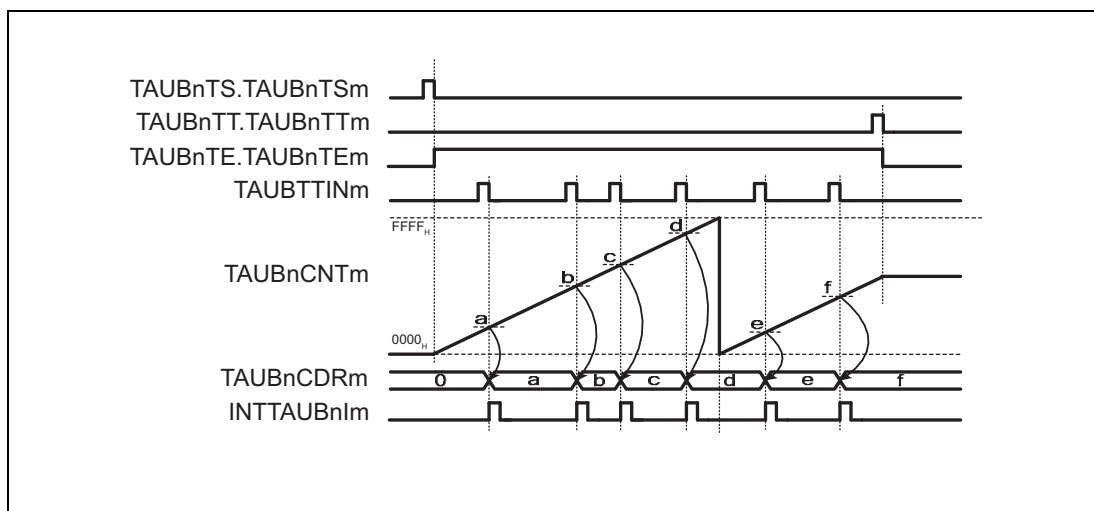 TAUBnTS.TAUBnTSm
TAUBnTT.TAUBnTTm
TAUBnTE.TAUBnTEm
TAUBTTINm
FFFFH
d
c
b
TAUBnCNTm
f
a
e
0000H
TAUBnCDRm 0 a b c d e f
INTTAUBnIm